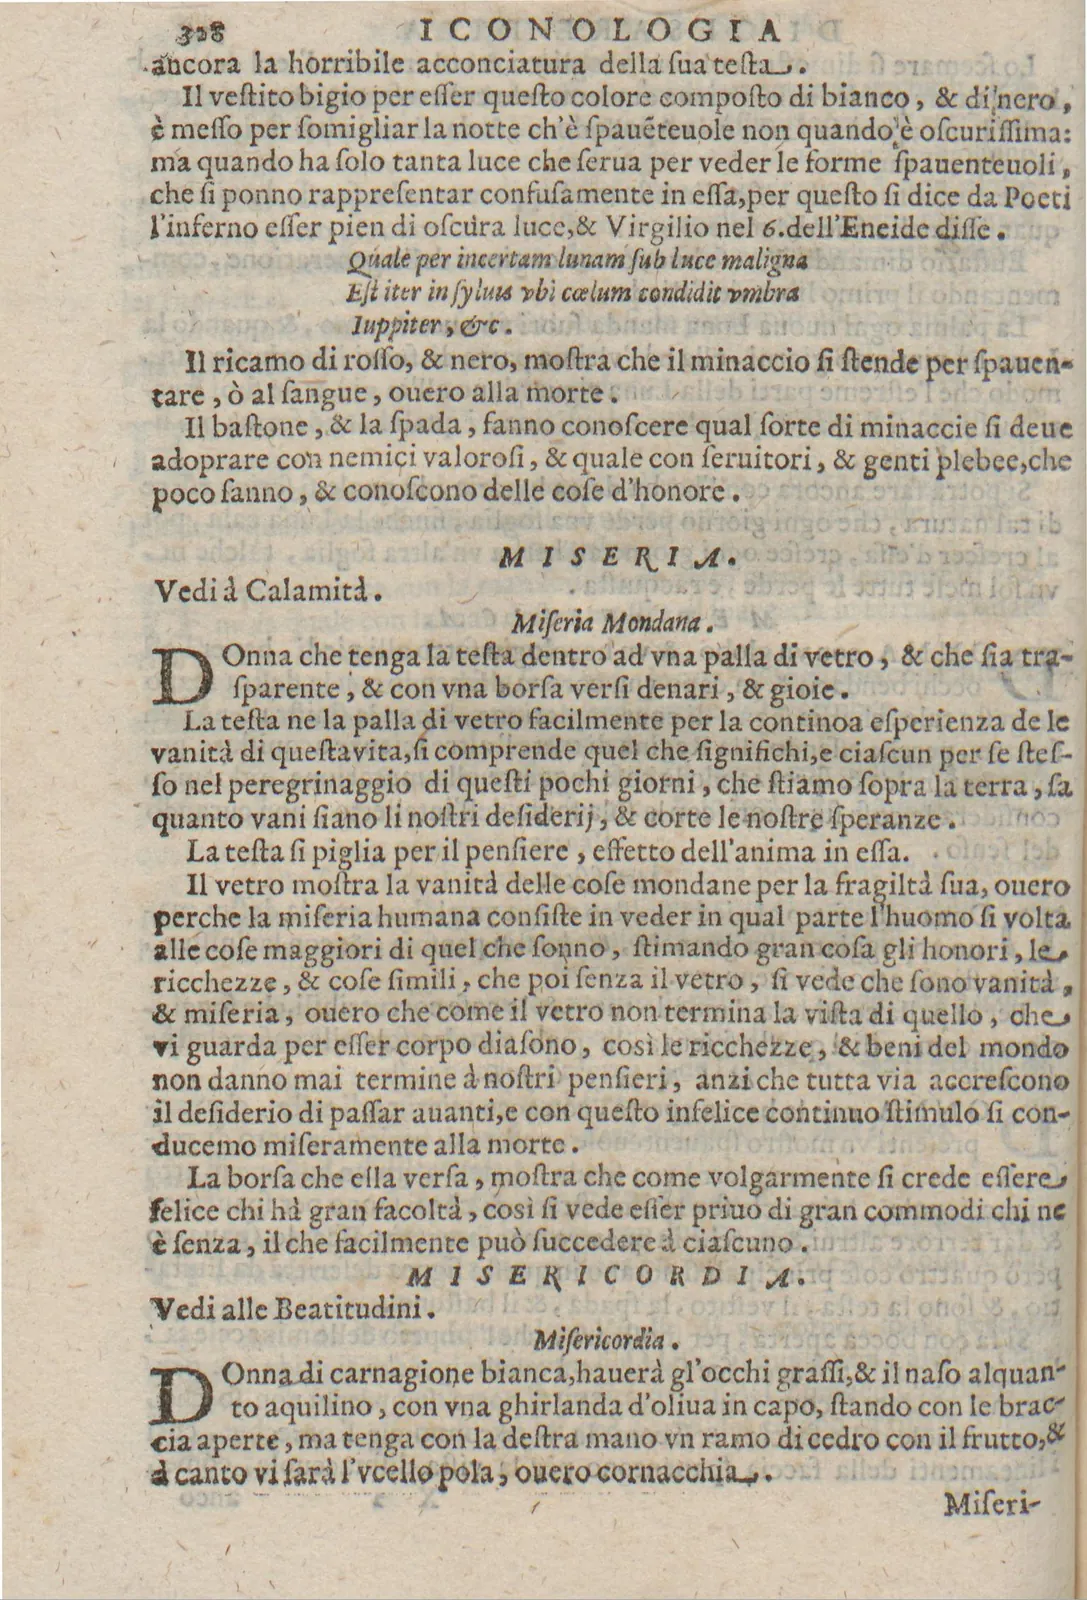 328 ICONOLOGIA
ancora la horribile acconciatura della ſua teſta.
Il veſtito bigio per eſſer queſto colore compoſto di bianco, & di nero,
è meſſo per ſomigliar la notte ch'è ſpauẽteuole non quando è oſcuriſſima:
ma quando ha ſolo tanta luce che ſerua per veder le forme ſpauenteuoli,
che ſi ponno rappreſentar confuſamente in eſſa,per queſto ſi dice da Poeti
l'inferno eſſer pien di oſcura luce,& Virgilio nel 6.dell'Eneide diſſe.
Quale per incertam lunam ſub luce maligna
Eſt iter in ſyluis vbi cœlum condidit vmbra
Iuppiter, &c.
Il ricamo di roſſo, & nero, moſtra che il minaccio ſi ſtende per ſpauen-
tare, ò al ſangue, ouero alla morte.
Il baſtone, & la ſpada, fanno conoſcere qual ſorte di minaccie ſi deue
adoprare con nemici valoroſi, & quale con ſeruitori, & genti plebee,che
poco ſanno, & conoſcono delle coſe d'honore.
MISERIA.
Vedi à Calamità.
Miſeria Mondana.
DOnna che tenga la teſta dentro ad vna palla di vetro, & che ſia tra-
ſparente, & con vna borſa verſi denari, & gioie.
La teſta ne la palla di vetro facilmente per la continoa eſperienza de le
vanità di queſta vita,ſi comprende quel che ſignifichi,e ciaſcun per ſe ſteſ-
ſo nel peregrinaggio di queſti pochi giorni, che ſtiamo ſopra la terra, ſa
quanto vani ſiano li noſtri deſiderij, & corte le noſtre ſperanze.
La teſta ſi piglia per il penſiere, effetto dell'anima in eſſa.
Il vetro moſtra la vanità delle coſe mondane per la fragiltà ſua, ouero
perche la miſeria humana conſiſte in veder in qual parte l'huomo ſi volta
alle coſe maggiori di quel che ſonno, ſtimando gran coſa gli honori, le
ricchezze, & coſe ſimili, che poi ſenza il vetro, ſi vede che ſono vanità,
& miſeria, ouero che come il vetro non termina la viſta di quello, che
vi guarda per eſſer corpo diafono, così le ricchezze, & beni del mondo
non danno mai termine à noſtri penſieri, anzi che tutta via accreſcono
il deſiderio di paſſar auanti,e con queſto infelice continuo ſtimulo ſi con-
ducemo miſeramente alla morte.
La borſa che ella verſa, moſtra che come volgarmente ſi crede eſſere
felice chi hà gran facoltà, così ſi vede eſſer priuo di gran commodi chi ne
è ſenza, il che facilmente può ſuccedere à ciaſcuno.
MISERICORDIA.
Vedi alle Beatitudini.
Miſericordia.
DOnna di carnagione bianca,hauerà gl'occhi graſſi,& il naſo alquan-
to aquilino, con vna ghirlanda d'oliua in capo, ſtando con le brac-
cia aperte, ma tenga con la deſtra mano vn ramo di cedro con il frutto,&
à canto vi ſarà l'vcello pola, ouero cornacchia.
Miſeri-